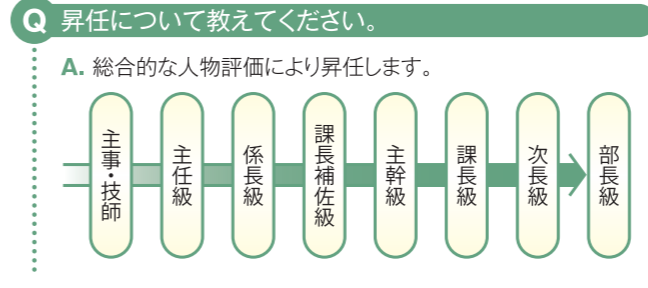 Q 昇任について教えてください。
A. 総合的な人物評価により昇任します。
主事・技師
主任級
係長級
課長補佐級
主幹級
課長級
次長級
部長級